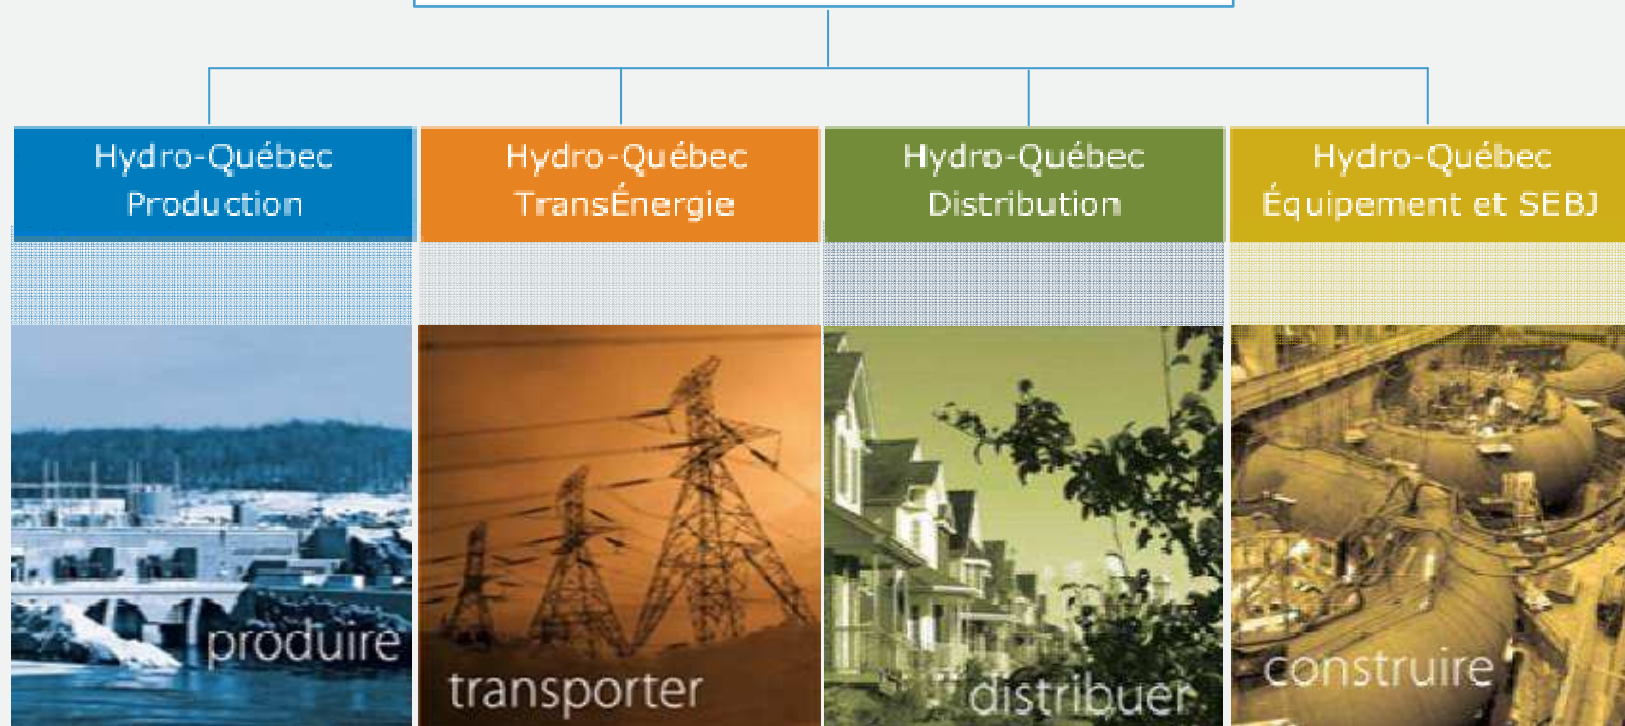 Hydro-Québec
Production
Hydro-Québec
TransÉnergie
Hydro-Québec
Distribution
Hydro-Québec
Équipement et SEBJ
produire
transporter
distribuer
construire